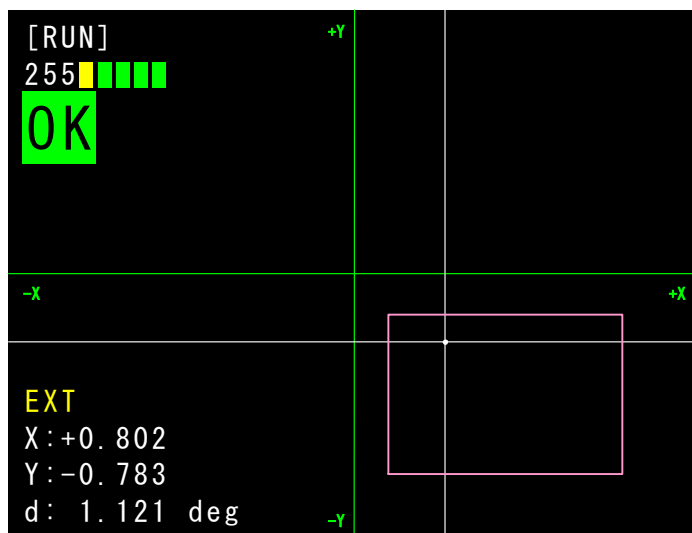 [RUN]
+Y
255
OK
-X
+X
EXT
X:+0.802
Y:-0.783
d: 1.121 deg
-Y